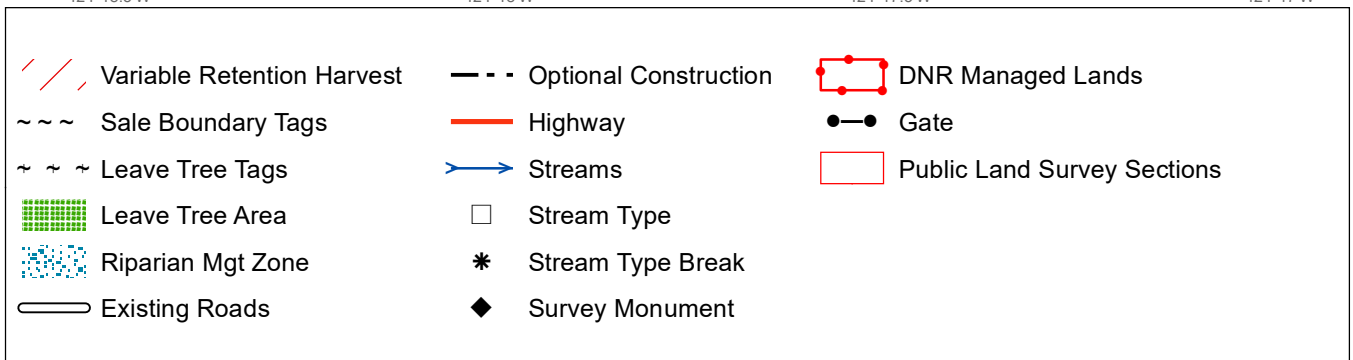 Variable Retention Harvest
Sale Boundary Tags
Leave Tree Tags
Leave Tree Area
Riparian Mgt Zone
Existing Roads
Optional Construction
Highway
Streams
Stream Type
Stream Type Break
Survey Monument
DNR Managed Lands
Gate
Public Land Survey Sections